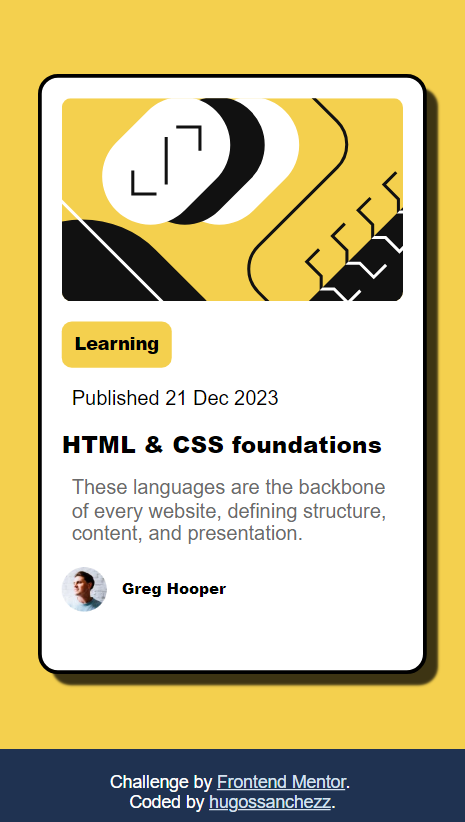 Learning
Published 21 Dec 2023
HTML & CSS foundations
These languages are the backbone
of every website, defining structure,
content, and presentation.
Greg Hooper
Challenge by Frontend Mentor.
Coded by hugossanchezz.